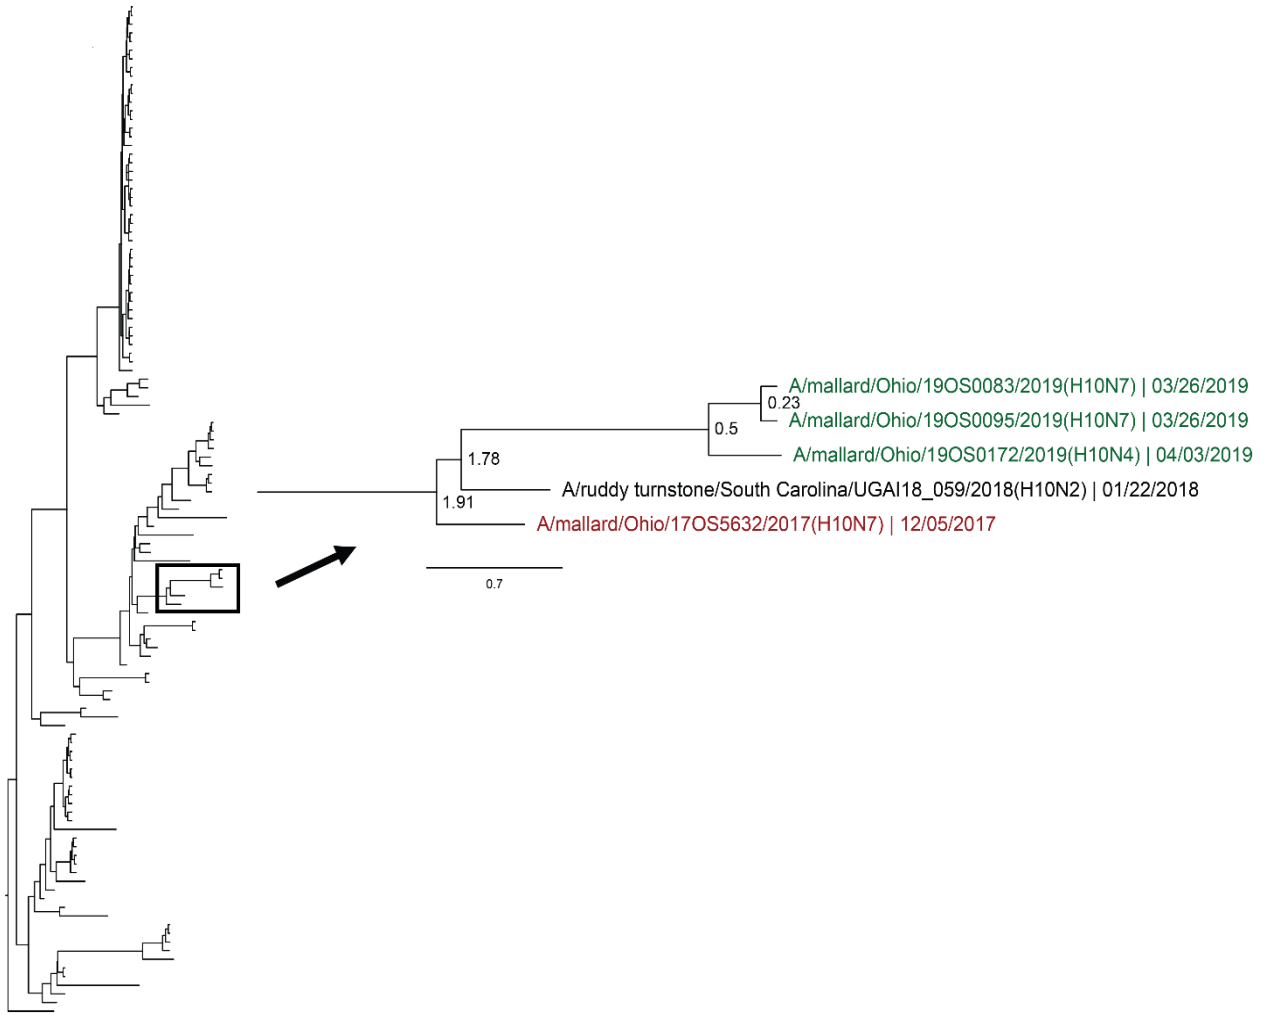 A/mallard/Ohio/19OS0083/2019(H10N7) | 03/26/2019
0.23
A/mallard/Ohio/19OS0095/2019(H10N7) | 03/26/2019
0.5
A/mallard/Ohio/19OS0172/2019(H10N4) | 04/03/2019
1.78
A/ruddy turnstone/South Carolina/UGAI18_059/2018(H10N2) | 01/22/2018
1.91
A/mallard/Ohio/17OS5632/2017(H10N7) | 12/05/2017
0.7